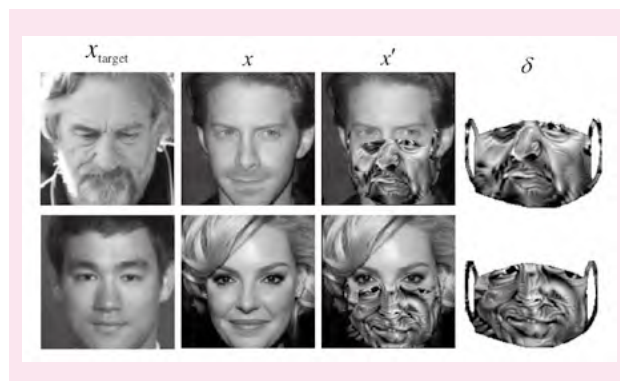 x_target x x′ δ